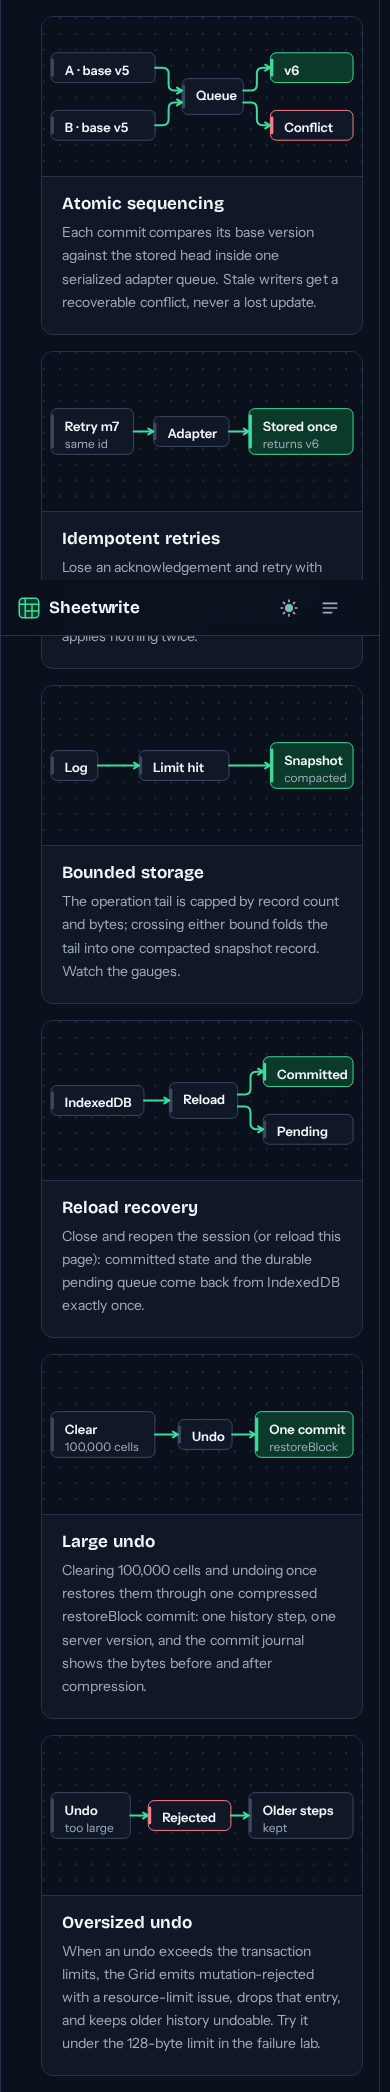 A · base v5
v6
Queue
B · base v5
Conflict
Atomic sequencing
Each commit compares its base version
against the stored head inside one
serialized adapter queue. Stale writers get a
recoverable conflict, never a lost update.
Retry m7
same id
Adapter
Stored once
returns v6
Idempotent retries
Lose an acknowledgement and retry with
Sheetwrite
applies nothing twice.
Log
Limit hit
Snapshot
compacted
Bounded storage
The operation tail is capped by record count
and bytes; crossing either bound folds the
tail into one compacted snapshot record.
Watch the gauges.
IndexedDB
Reload
Committed
Pending
Reload recovery
Close and reopen the session (or reload this
page): committed state and the durable
pending queue come back from IndexedDB
exactly once.
Clear
100,000 cells
Undo
One commit
restoreBlock
Large undo
Clearing 100,000 cells and undoing once
restores them through one compressed
restoreBlock commit: one history step, one
server version, and the commit journal
shows the bytes before and after
compression.
Undo
too large
Rejected
Older steps
kept
Oversized undo
When an undo exceeds the transaction
limits, the Grid emits mutation-rejected
with a resource-limit issue, drops that entry,
and keeps older history undoable. Try it
under the 128-byte limit in the failure lab.